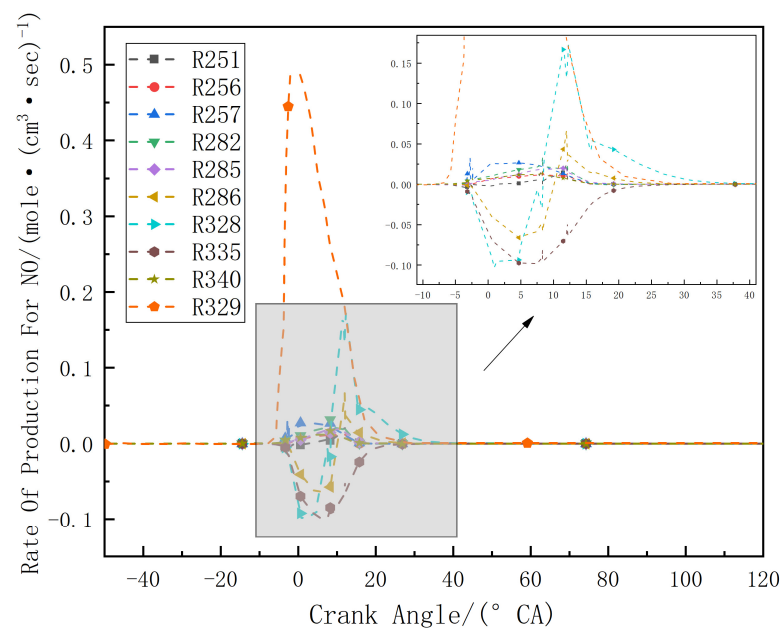 Rate Of Production For NO/(mole·(cm³·sec)⁻¹
0.5
0.4
0.3
0.2
0.1
0.0
-0.1
R251
R256
R257
R282
R285
R286
R328
R335
R340
R329
0.15
0.10
0.05
0.00
-0.05
-0.10
-10 -5 0 5 10 15 20 25 30 35 40
-40 -20 0 20 40 60 80 100 120
Crank Angle/(° CA)